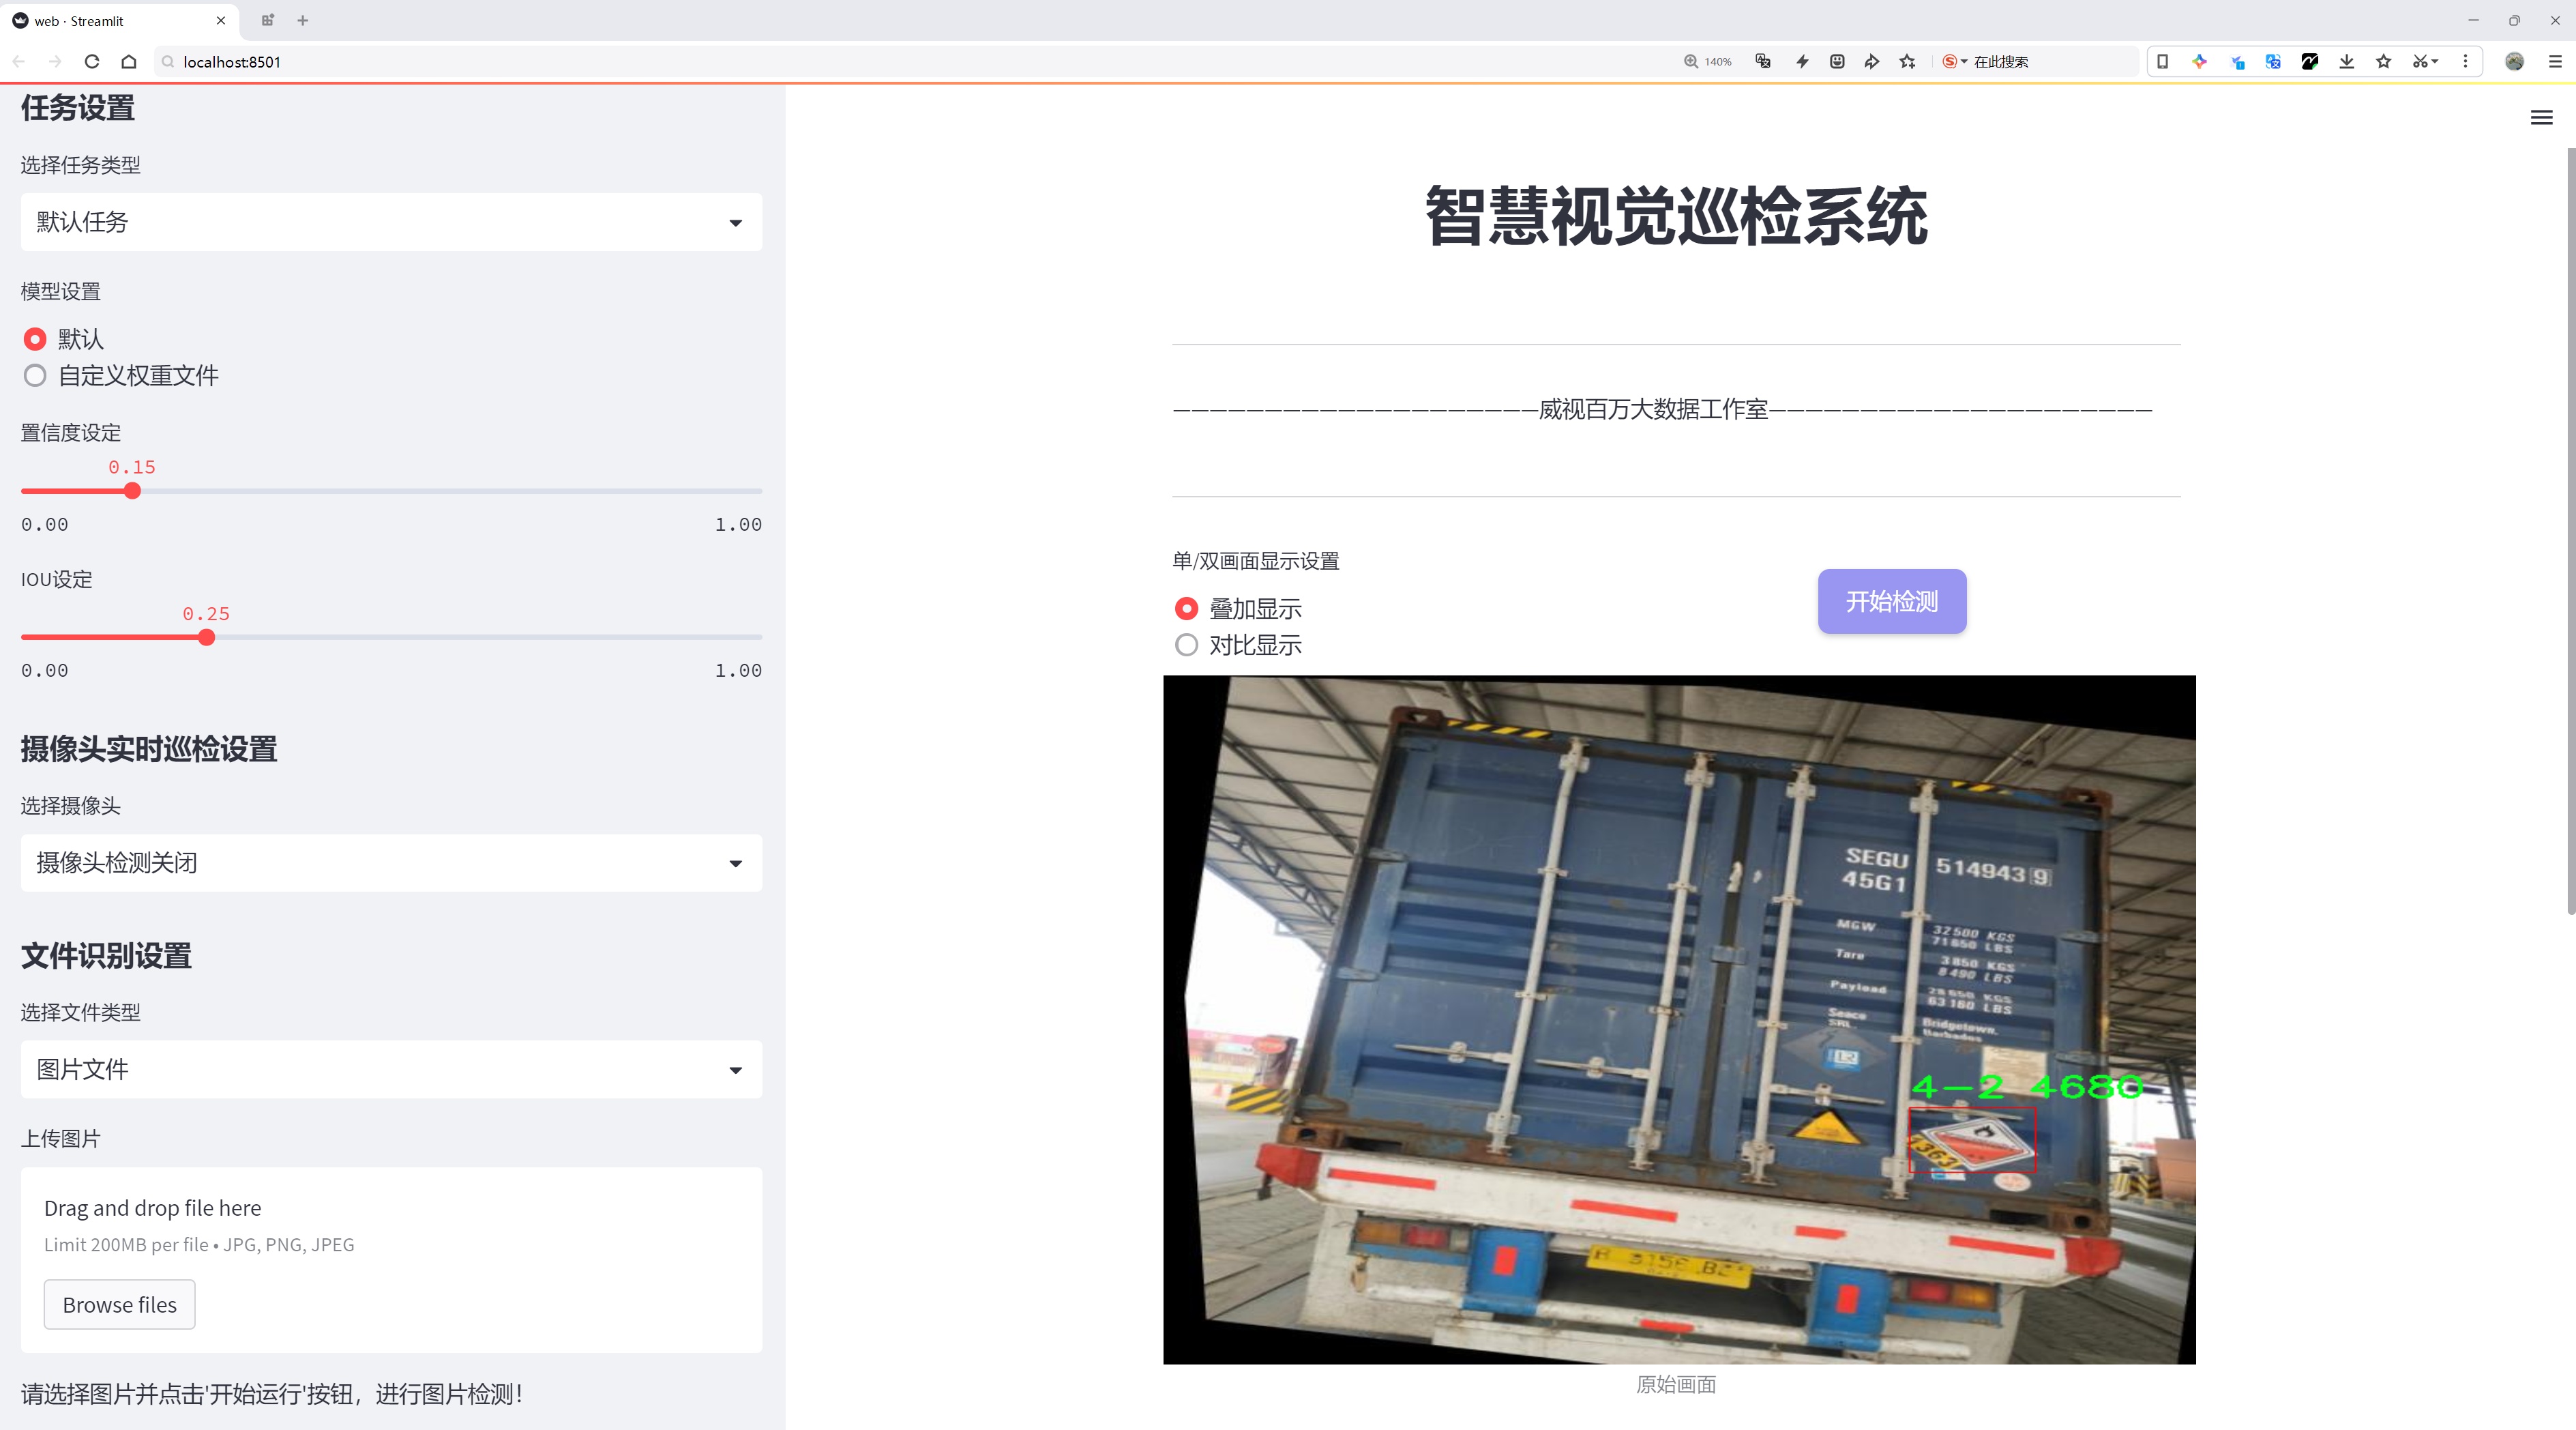 web · Streamlit
localhost:8501
140%
在此搜索
任务设置
选择任务类型
默认任务
模型设置
默认
自定义权重文件
置信度设定
0.15
0.00 1.00
IOU设定
0.25
0.00 1.00
摄像头实时巡检设置
选择摄像头
摄像头检测关闭
文件识别设置
选择文件类型
图片文件
上传图片
Drag and drop file here
Limit 200MB per file • JPG, PNG, JPEG
Browse files
请选择图片并点击'开始运行'按钮，进行图片检测！
智慧视觉巡检系统
————————————————————威视百万大数据工作室—————————————————————
单/双画面显示设置
叠加显示
对比显示
开始检测
SEGU 514943 9
45G1
MGW 32500 KGS
71650 LBS
Tare 3850 KGS
8490 LBS
Payload 28650 KGS
63160 LBS
Seaco Bridgetown,
SRL. Barbados
4-2 4680
1363
原始画面